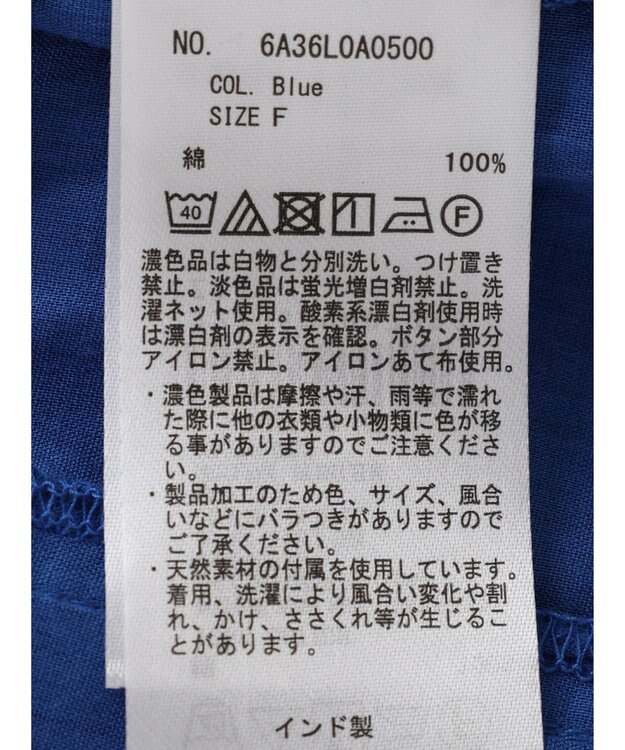 NO. 6A36L0A0500
COL. Blue
SIZE F
綿 100%
40 F
濃色品は白物と分別洗い。つけ置き
禁止。淡色品は蛍光増白剤禁止。洗
濯ネット使用。酸素系漂白剤使用時
は漂白剤の表示を確認。ボタン部分
アイロン禁止。アイロンあて布使用。
・濃色製品は摩擦や汗、雨等で濡れ
た際に他の衣類や小物類に色が移
る事がありますのでご注意くださ
い。
・製品加工のため色、サイズ、風合
いなどにバラつきがありますので
ご了承ください。
・天然素材の付属を使用しています。
着用、洗濯により風合い変化や割
れ、かけ、ささくれ等が生じるこ
とがあります。
インド製